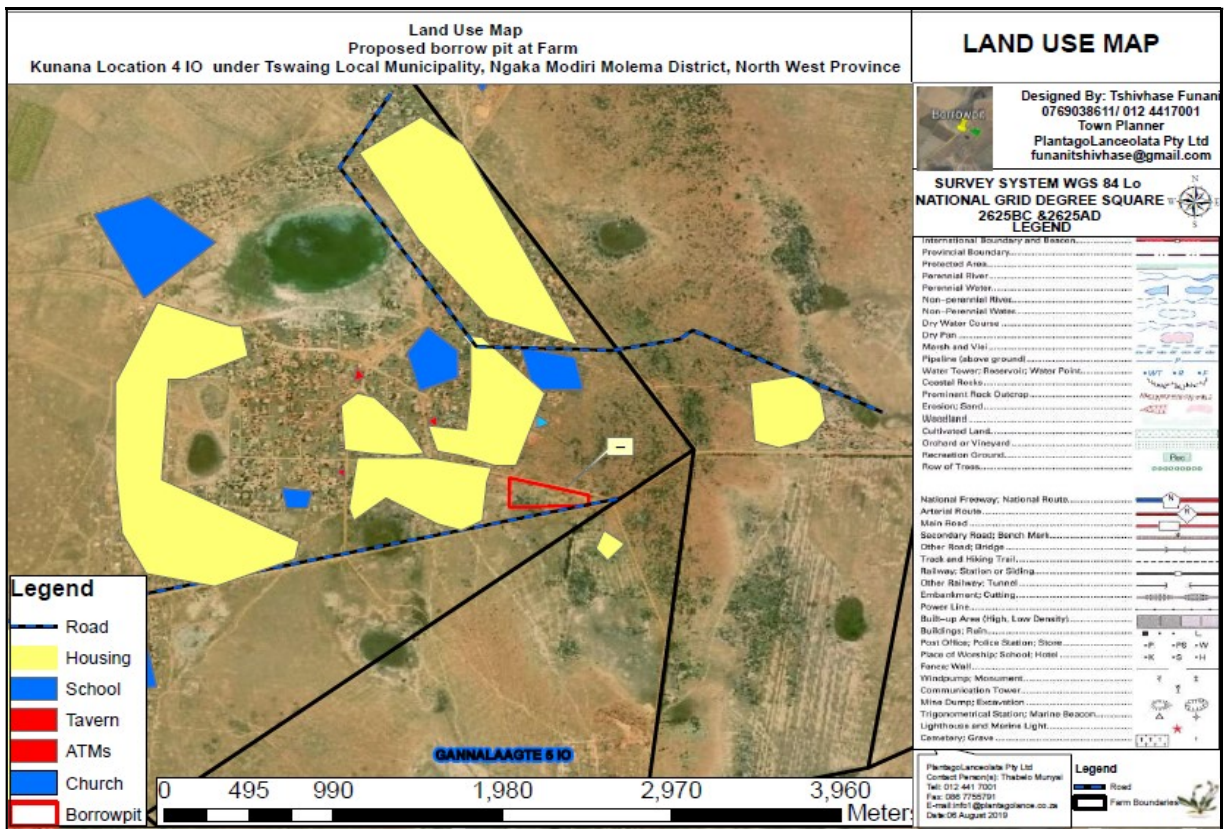 Land Use Map
Proposed borrow pit at Farm
Kunana Location 4 IO under Tswaing Local Municipality, Ngaka Modiri Molema District, North West Province
LAND USE MAP
Borrowpit
Designed By: Tshivhase Funani
0769038611/ 012 4417001
Town Planner
PlantagoLanceolata Pty Ltd
funanitshivhase@gmail.com
SURVEY SYSTEM WGS 84 Lo
NATIONAL GRID DEGREE SQUARE
2625BC &2625AD
N
W E
S
LEGEND
International Boundary and Beacon
Provincial Boundary
Protected Area
Perennial River
Perennial Water
Non-perennial River
Non-Perennial Water
Dry Water Course
Dry Pan
Marsh and Vlei
Pipeline (above ground)
Water Tower; Reservoir; Water Point
WT R F
Coastal Rocks
Prominent Rock Outcrop
Erosion; Sand
Woodland
Cultivated Land
Orchard or Vineyard
Recreation Ground
Rec
Row of Trees
National Freeway; National Route
N
Arterial Route
R
Main Road
Secondary Road; Bench Mark
Other Road; Bridge
Track and Hiking Trail
Railway; Station or Siding
Other Railway; Tunnel
Embankment; Cutting
Power Line
Built-up Area (High, Low Density)
Buildings; Ruin
Post Office; Police Station; Store
P PS W
Place of Worship; School; Hotel
K S H
Fence; Wall
Windpump; Monument
Communication Tower
Mine Dump; Excavation
Trigonometrical Station; Marine Beacon
Lighthouse and Marine Light
Cemetery; Grave
Legend
Road
Housing
School
Tavern
ATMs
Church
Borrowpit
GANNALAAGTE 5 IO
0 495 990 1,980 2,970 3,960
Meters
PlantagoLanceolata Pty Ltd
Contact Person(s): Thabelo Munyai
Tell: 012 441 7001
Fax: 086 7755791
E-mail:info1@plantagolance.co.za
Date:06 August 2019
Legend
Road
Farm Boundaries